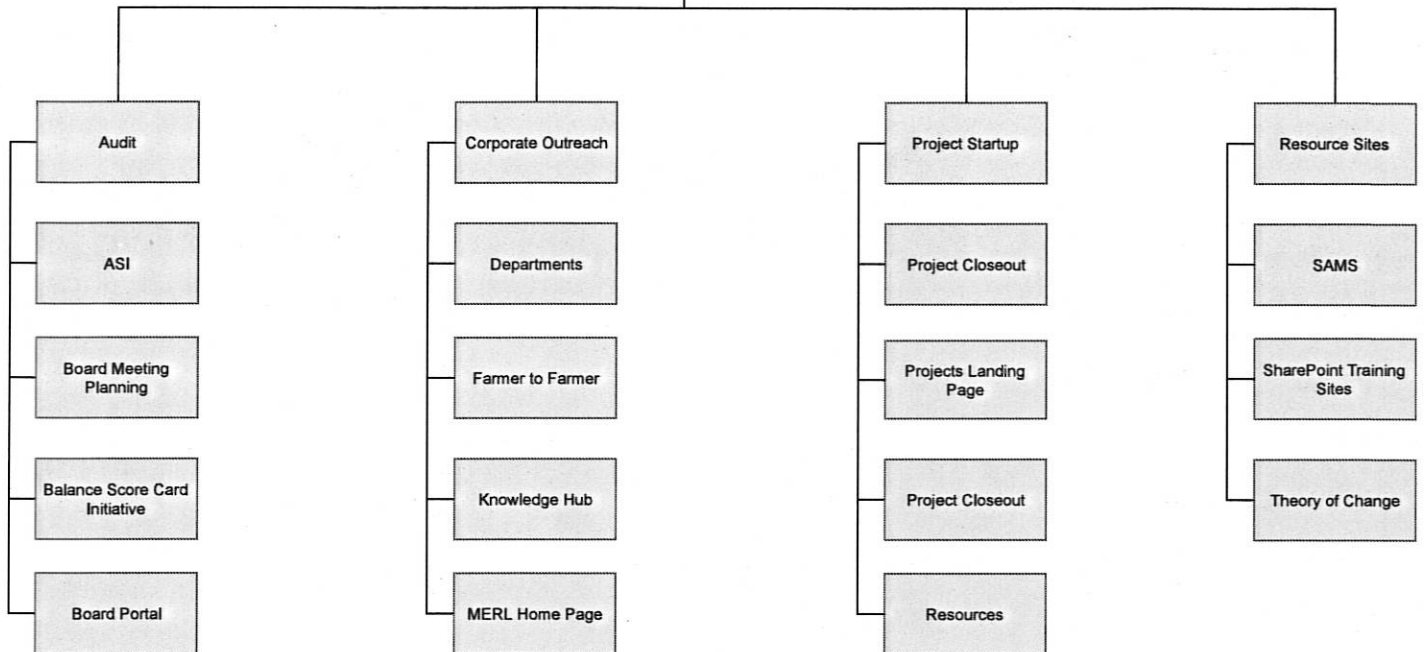 Audit
ASI
Board Meeting
Planning
Balance Score Card
Initiative
Board Portal
Corporate Outreach
Departments
Farmer to Farmer
Knowledge Hub
MERL Home Page
Project Startup
Project Closeout
Projects Landing
Page
Project Closeout
Resources
Resource Sites
SAMS
SharePoint Training
Sites
Theory of Change